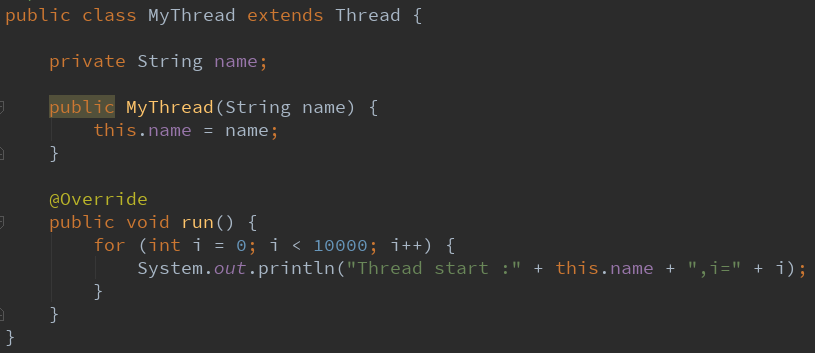 public class MyThread extends Thread {
private String name;
public MyThread(String name) {
this.name = name;
}
@Override
public void run() {
for (int i = 0; i < 10000; i++) {
System.out.println("Thread start :" + this.name + ",i=" + i);
}
}
}